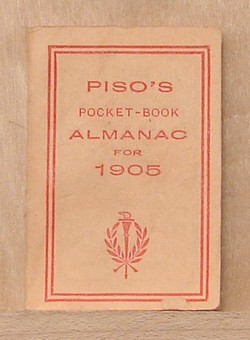 PISO'S
POCKET-BOOK
ALMANAC
FOR
1905